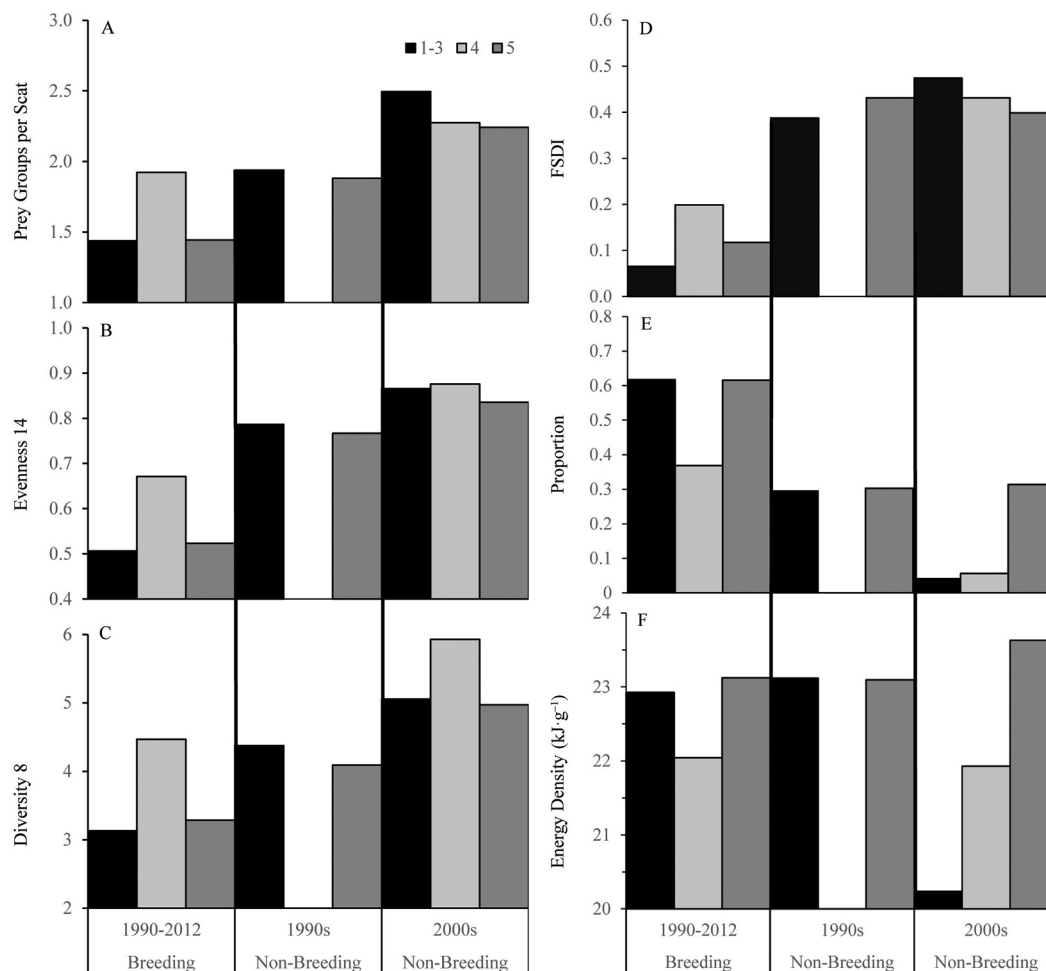 A
1-3 4 5
3.0
2.5
2.0
1.5
1.0
Prey Groups per Scat
B
1.0
0.9
0.8
0.7
0.6
0.5
0.4
Evenness 14
C
6
5
4
3
2
Diversity 8
1990-2012 1990s 2000s
Breeding Non-Breeding Non-Breeding
D
0.6
0.5
0.4
0.3
0.2
0.1
0.0
FSDI
E
0.8
0.7
0.6
0.5
0.4
0.3
0.2
0.1
0
Proportion
F
24
23
22
21
20
Energy Density (kJ·g⁻¹)
1990-2012 1990s 2000s
Breeding Non-Breeding Non-Breeding